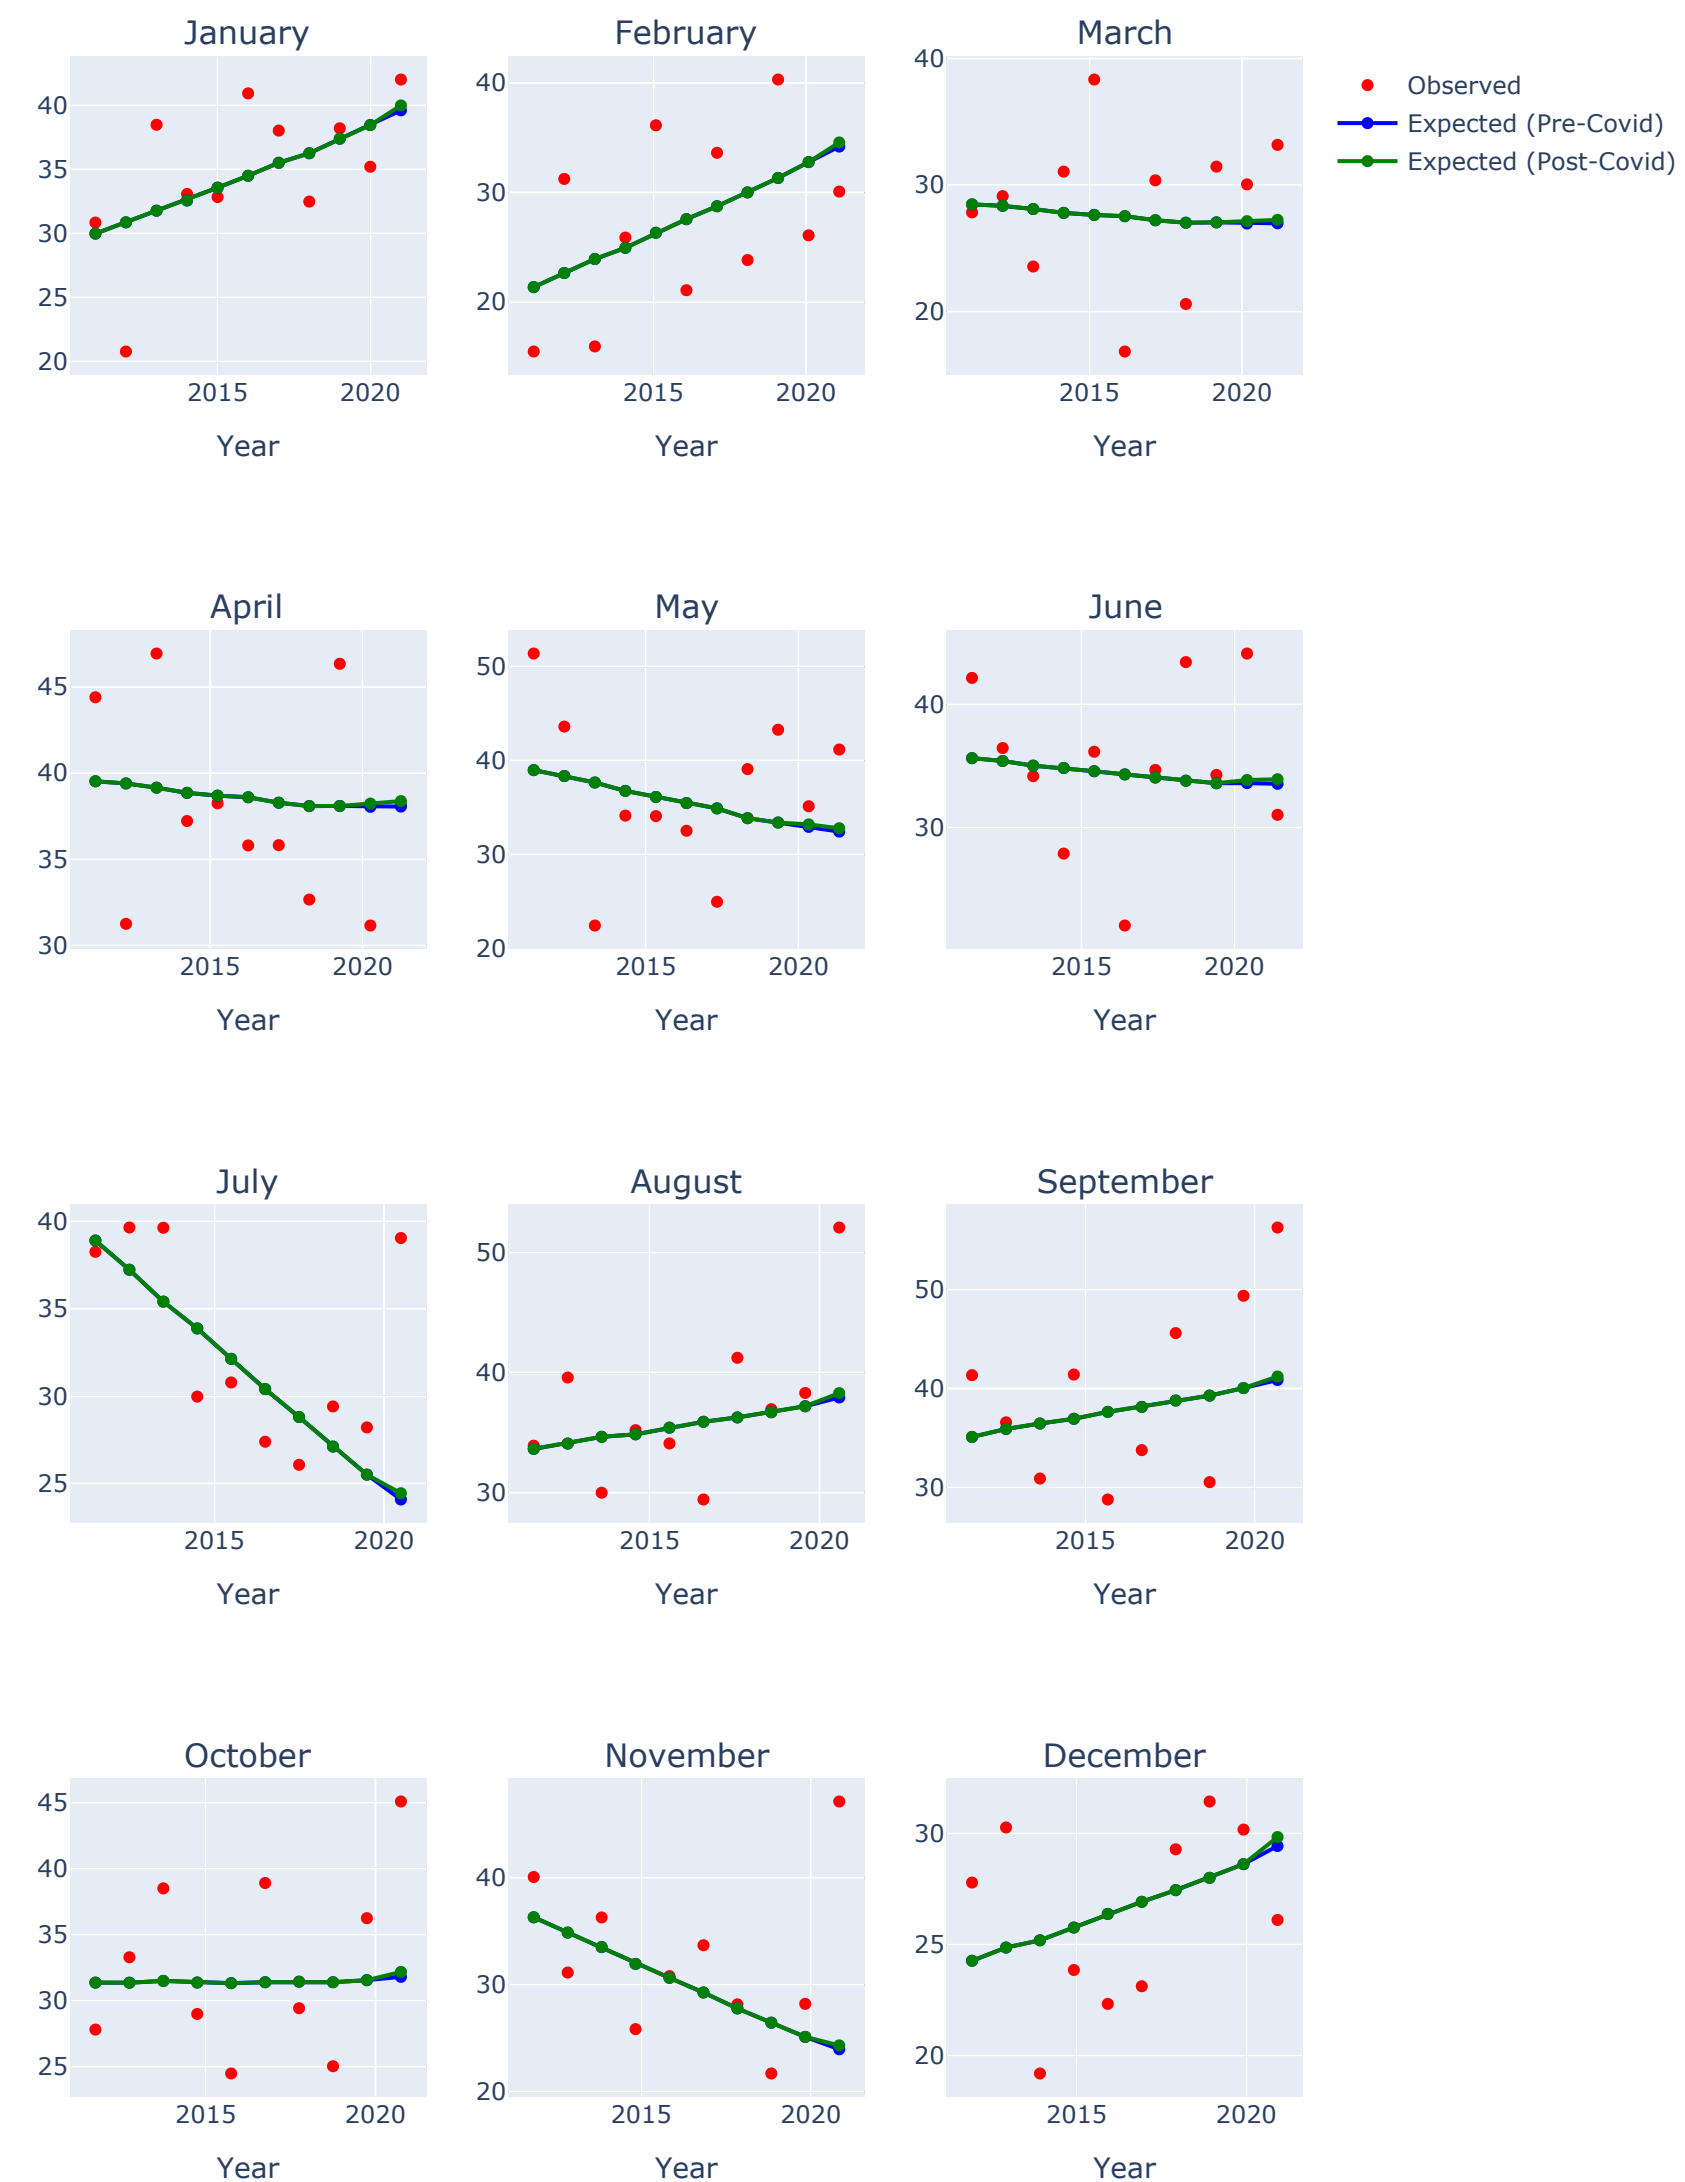 January
February
March
40
35
30
25
20
2015
2020
Year
40
30
20
2015
2020
Year
40
30
20
2015
2020
Year
Observed
Expected (Pre-Covid)
Expected (Post-Covid)
April
May
June
45
40
35
30
2015
2020
Year
50
40
30
20
2015
2020
Year
40
30
2015
2020
Year
July
August
September
40
35
30
25
2015
2020
Year
50
40
30
2015
2020
Year
50
40
30
2015
2020
Year
October
November
December
45
40
35
30
25
2015
2020
Year
40
30
20
2015
2020
Year
30
25
20
2015
2020
Year